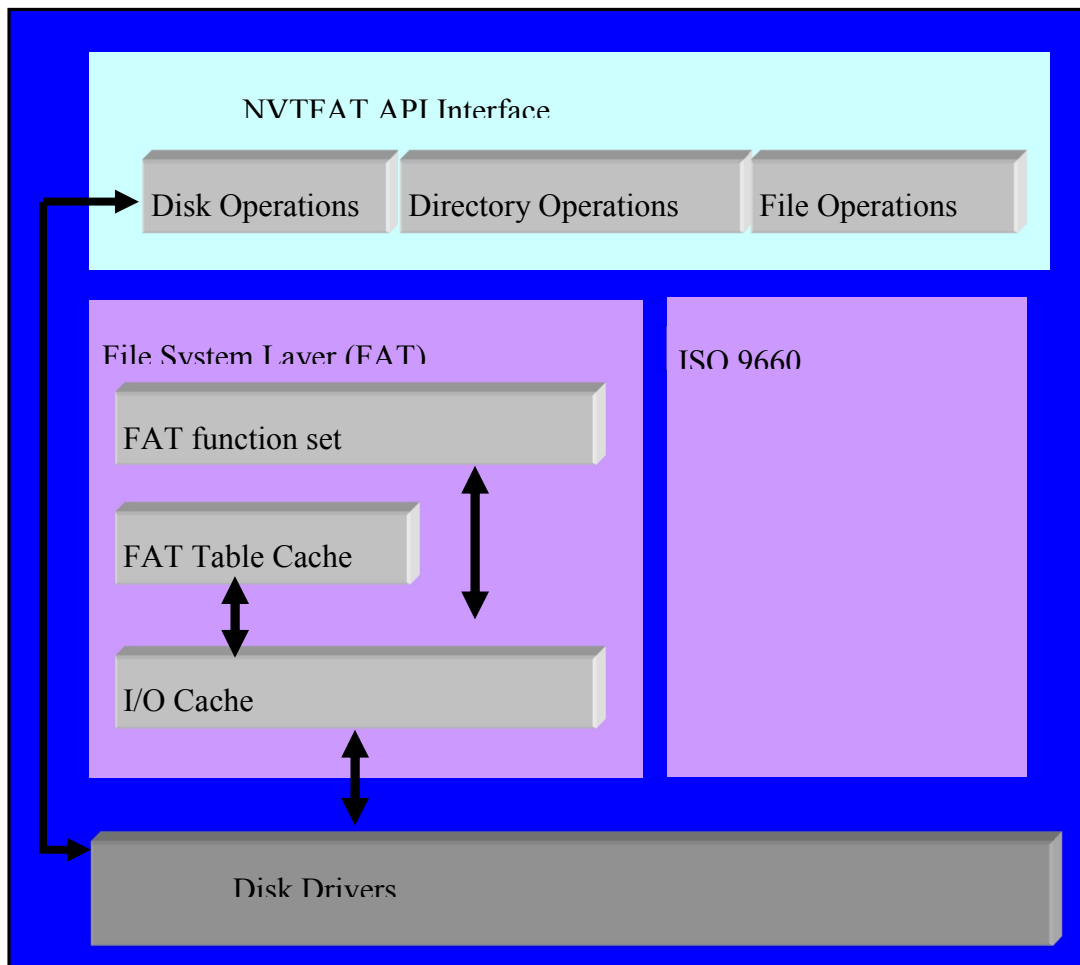 NVTFAT API Interface
Disk Operations
Directory Operations
File Operations
File System Layer (FAT)
ISO 9660
FAT function set
FAT Table Cache
I/O Cache
Disk Drivers